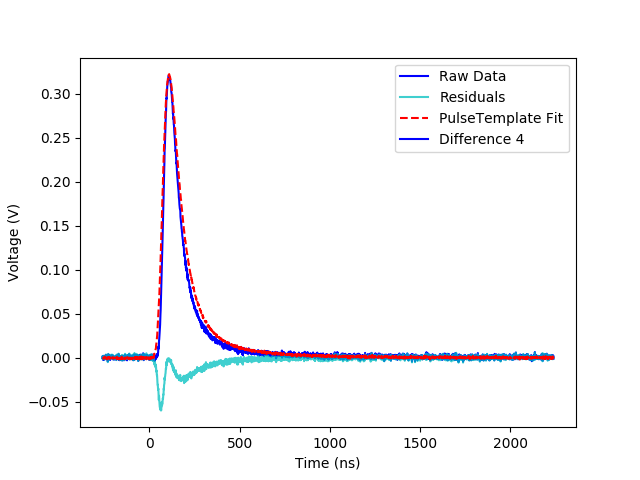 Raw Data
Residuals
PulseTemplate Fit
Difference 4
0.30
0.25
0.20
0.15
0.10
0.05
0.00
−0.05
Voltage (V)
0
500
1000
1500
2000
Time (ns)